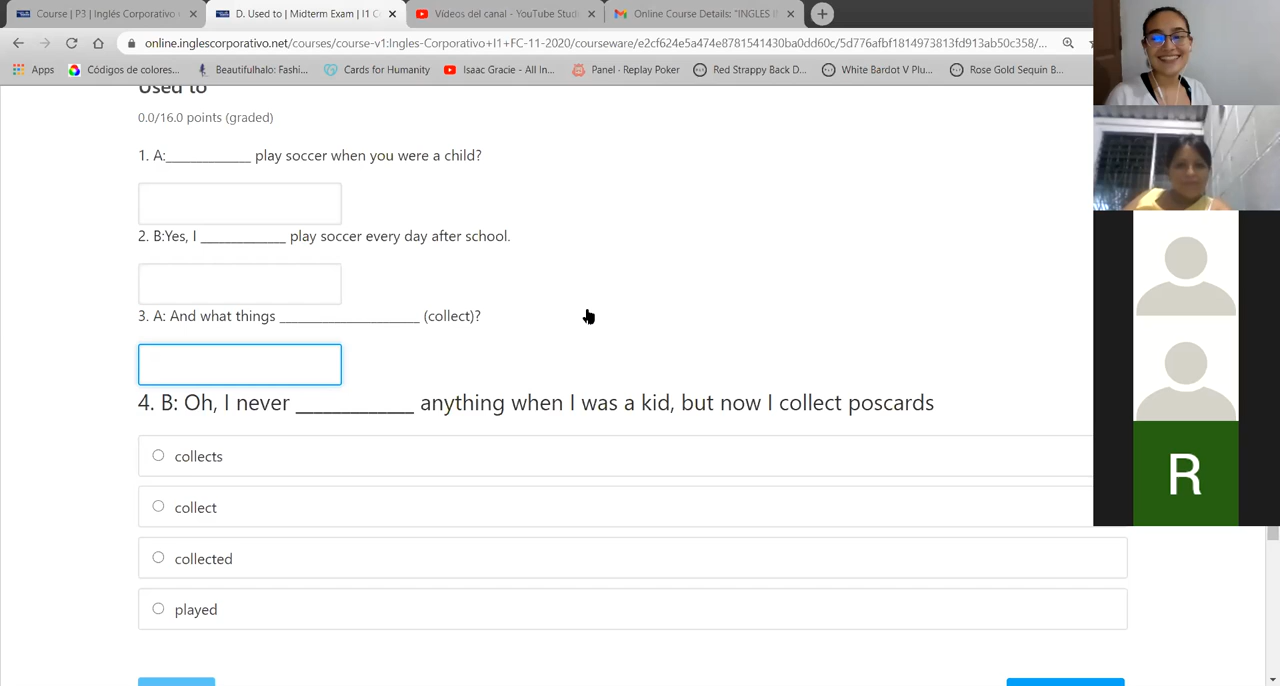 Course | P3 | Inglés Corporativo
D. Used to | Midterm Exam | I1 C
Vídeos del canal - YouTube Studi
Online Course Details: "INGLES I
online.inglescorporativo.net/courses/course-v1:Ingles-Corporativo+I1+FC-11-2020/courseware/e2cf624e5a474e8781541430ba0dd60c/5d776afbf1814973813fd913ab50c358/...
Apps
Códigos de colores...
Beautifulhalo: Fashi...
Cards for Humanity
Isaac Gracie - All In...
Panel · Replay Poker
Red Strappy Back D...
White Bardot V Plu...
Rose Gold Sequin B...
Used to
0.0/16.0 points (graded)
1. A:____________ play soccer when you were a child?
2. B:Yes, I ____________ play soccer every day after school.
3. A: And what things ____________________ (collect)?
4. B: Oh, I never ____________ anything when I was a kid, but now I collect poscards
collects
collect
collected
played
R